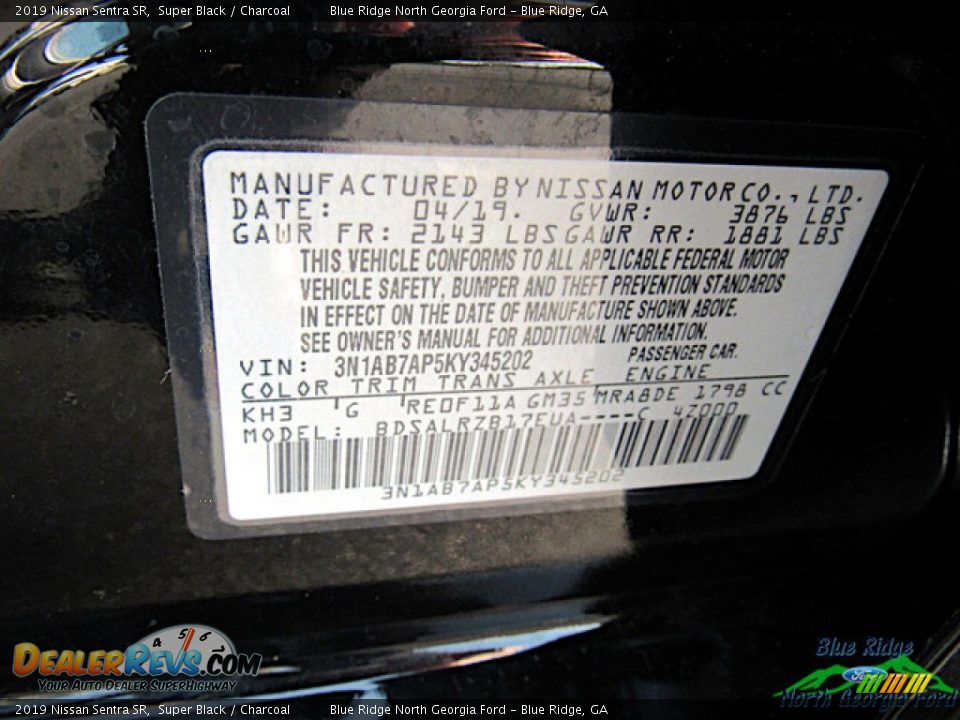 2019 Nissan Sentra SR, Super Black / Charcoal Blue Ridge North Georgia Ford - Blue Ridge, GA
MANUFACTURED BY NISSAN MOTOR CO., LTD.
DATE: 04/19. GVWR: 3876 LBS
GAWR FR: 2143 LBS GAWR RR: 1881 LBS
THIS VEHICLE CONFORMS TO ALL APPLICABLE FEDERAL MOTOR
VEHICLE SAFETY, BUMPER AND THEFT PREVENTION STANDARDS
IN EFFECT ON THE DATE OF MANUFACTURE SHOWN ABOVE.
SEE OWNER'S MANUAL FOR ADDITIONAL INFORMATION.
VIN: 3N1AB7AP5KY345202 PASSENGER CAR.
COLOR TRIM TRANS AXLE ENGINE
KH3 G RE0F11A GM35 MRA8DE 1798 CC
MODEL: BDSALRZB17EUA----C 4Z000
3N1AB7AP5KY345202
4 5 6
DEALERREVS.COM
YOUR AUTO DEALER SUPERHIGHWAY
Blue Ridge
Ford
North Georgia Ford
2019 Nissan Sentra SR, Super Black / Charcoal Blue Ridge North Georgia Ford - Blue Ridge, GA